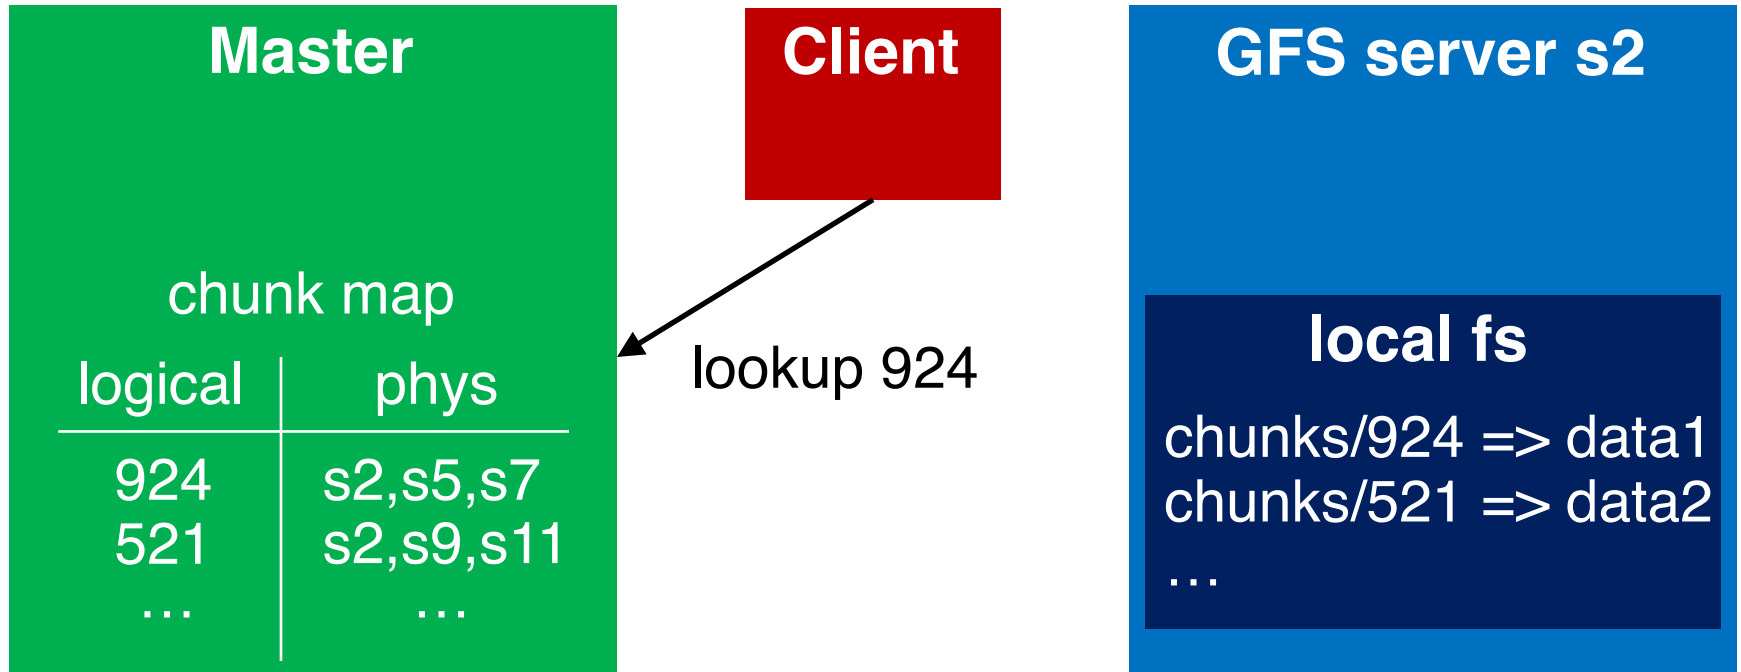 Master
chunk map
logical phys
924 s2,s5,s7
521 s2,s9,s11
… …
Client
lookup 924
GFS server s2
local fs
chunks/924 => data1
chunks/521 => data2
…